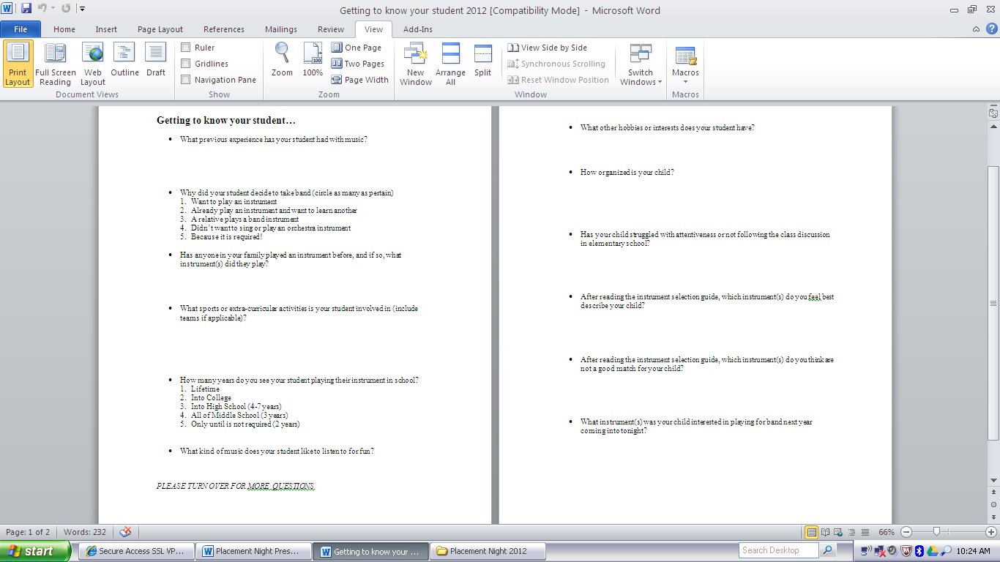 Getting to know your student 2012 [Compatibility Mode] - Microsoft Word
File Home Insert Page Layout References Mailings Review View Add-Ins
Print Layout
Full Screen Reading
Web Layout
Outline
Draft
Document Views
Ruler
Gridlines
Navigation Pane
Show
Zoom
100%
One Page
Two Pages
Page Width
Zoom
New Window
Arrange All
Split
View Side by Side
Synchronous Scrolling
Reset Window Position
Window
Switch Windows
Macros
Macros
Getting to know your student…
• What previous experience has your student had with music?
• Why did your student decide to take band (circle as many as pertain)
1. Want to play an instrument
2. Already play an instrument and want to learn another
3. A relative plays a band instrument
4. Didn't want to sing or play an orchestra instrument
5. Because it is required!
• Has anyone in your family played an instrument before, and if so, what
instrument(s) did they play?
• What sports or extra-curricular activities is your student involved in (include
teams if applicable)?
• How many years do you see your student playing their instrument in school?
1. Lifetime
2. Into College
3. Into High School (4-7 years)
4. All of Middle School (3 years)
5. Only until is not required (2 years)
• What kind of music does your student like to listen to for fun?
PLEASE TURN OVER FOR MORE QUESTIONS
• What other hobbies or interests does your student have?
• How organized is your child?
• Has your child struggled with attentiveness or not following the class discussion
in elementary school?
• After reading the instrument selection guide, which instrument(s) do you feel best
describe your child?
• After reading the instrument selection guide, which instrument(s) do you think are
not a good match for your child?
• What instrument(s) was your child interested in playing for band next year
coming into tonight?
Page: 1 of 2 Words: 232 66%
start Secure Access SSL VP... Placement Night Pres... Getting to know your ... Placement Night 2012 Search Desktop 10:24 AM